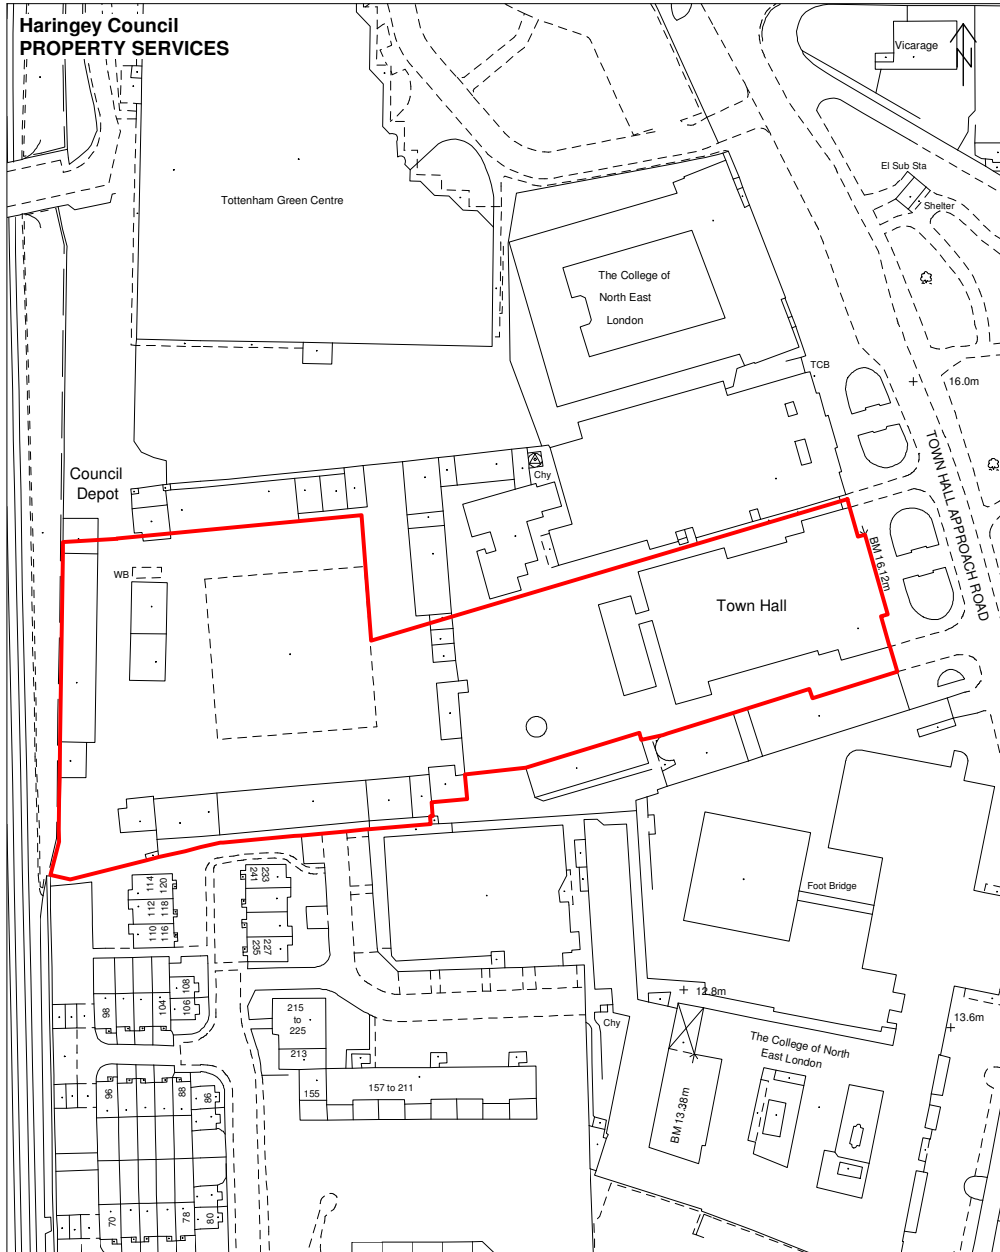 Haringey Council
PROPERTY SERVICES
Vicarage
N
El Sub Sta
Shelter
Tottenham Green Centre
The College of
North East
London
TCB
16.0m
TOWN HALL APPROACH ROAD
Council
Depot
Chy
BM 16.12m
WB
Town Hall
114
120
112
118
110
116
241
233
235
227
Foot Bridge
98
104
108
106
12.8m
13.6m
215
to
225
213
Chy
The College of North
East London
155
157 to 211
BM 13.38m
96
88
86
70
78
80